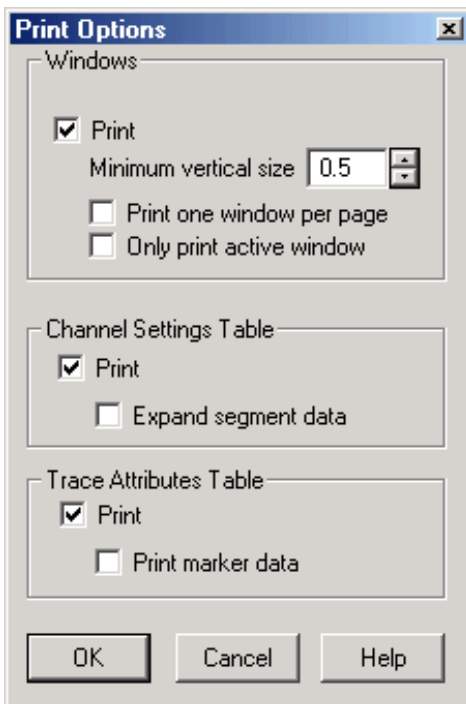 Print Options
Windows
Print
Minimum vertical size 0.5
Print one window per page
Only print active window
Channel Settings Table
Print
Expand segment data
Trace Attributes Table
Print
Print marker data
OK Cancel Help